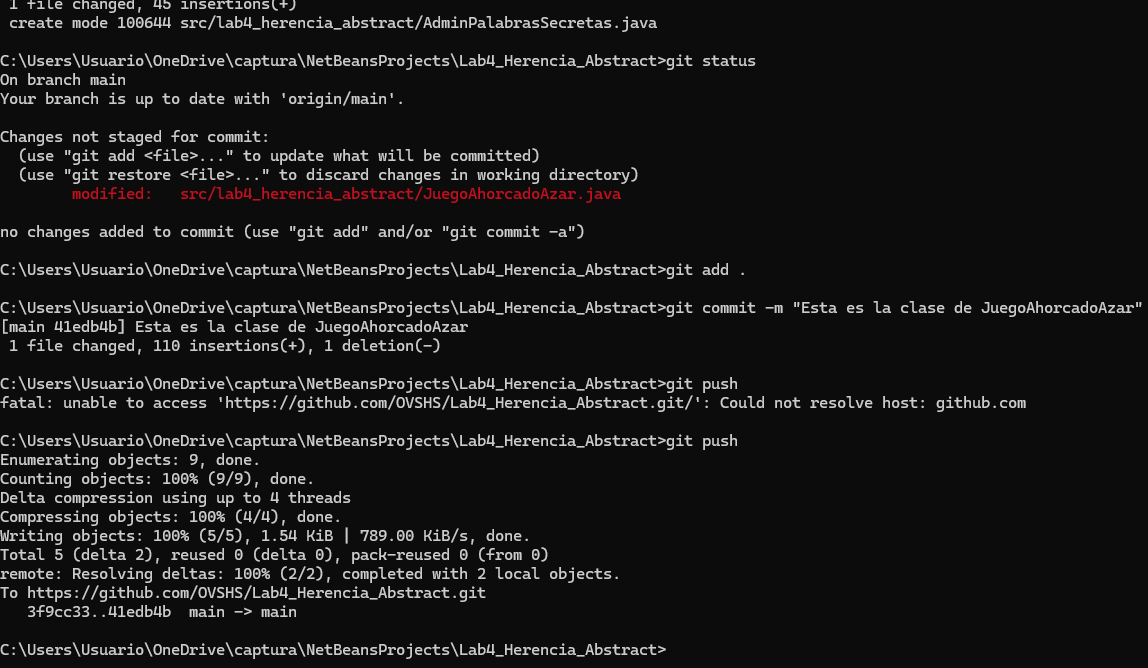 1 file changed, 45 insertions(+)
create mode 100644 src/lab4_herencia_abstract/AdminPalabrasSecretas.java
C:\Users\Usuario\OneDrive\captura\NetBeansProjects\Lab4_Herencia_Abstract>git status
On branch main
Your branch is up to date with 'origin/main'.
Changes not staged for commit:
(use "git add <file>..." to update what will be committed)
(use "git restore <file>..." to discard changes in working directory)
modified:   src/lab4_herencia_abstract/JuegoAhorcadoAzar.java
no changes added to commit (use "git add" and/or "git commit -a")
C:\Users\Usuario\OneDrive\captura\NetBeansProjects\Lab4_Herencia_Abstract>git add .
C:\Users\Usuario\OneDrive\captura\NetBeansProjects\Lab4_Herencia_Abstract>git commit -m "Esta es la clase de JuegoAhorcadoAzar"
[main 41edb4b] Esta es la clase de JuegoAhorcadoAzar
1 file changed, 110 insertions(+), 1 deletion(-)
C:\Users\Usuario\OneDrive\captura\NetBeansProjects\Lab4_Herencia_Abstract>git push
fatal: unable to access 'https://github.com/OVSHS/Lab4_Herencia_Abstract.git/': Could not resolve host: github.com
C:\Users\Usuario\OneDrive\captura\NetBeansProjects\Lab4_Herencia_Abstract>git push
Enumerating objects: 9, done.
Counting objects: 100% (9/9), done.
Delta compression using up to 4 threads
Compressing objects: 100% (4/4), done.
Writing objects: 100% (5/5), 1.54 KiB | 789.00 KiB/s, done.
Total 5 (delta 2), reused 0 (delta 0), pack-reused 0 (from 0)
remote: Resolving deltas: 100% (2/2), completed with 2 local objects.
To https://github.com/OVSHS/Lab4_Herencia_Abstract.git
3f9cc33..41edb4b  main -> main
C:\Users\Usuario\OneDrive\captura\NetBeansProjects\Lab4_Herencia_Abstract>